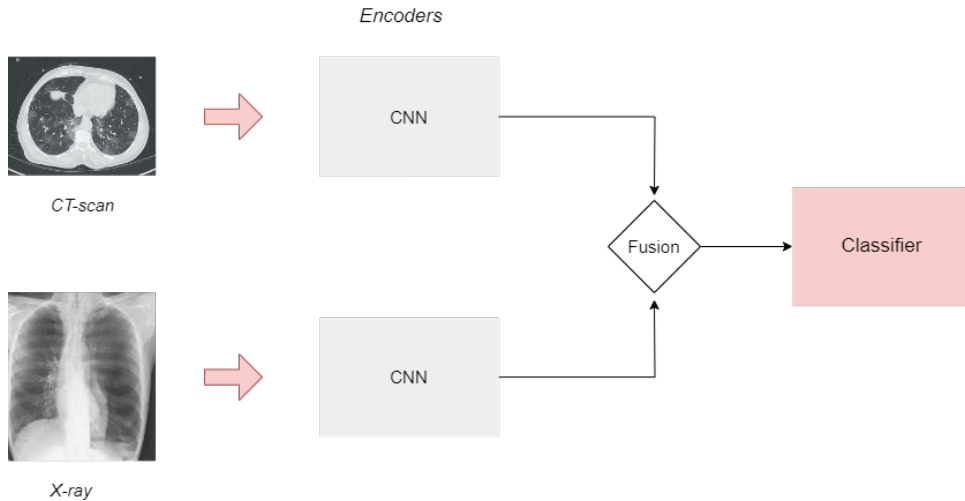 Encoders
CNN
CT-scan
Fusion
Classifier
CNN
X-ray